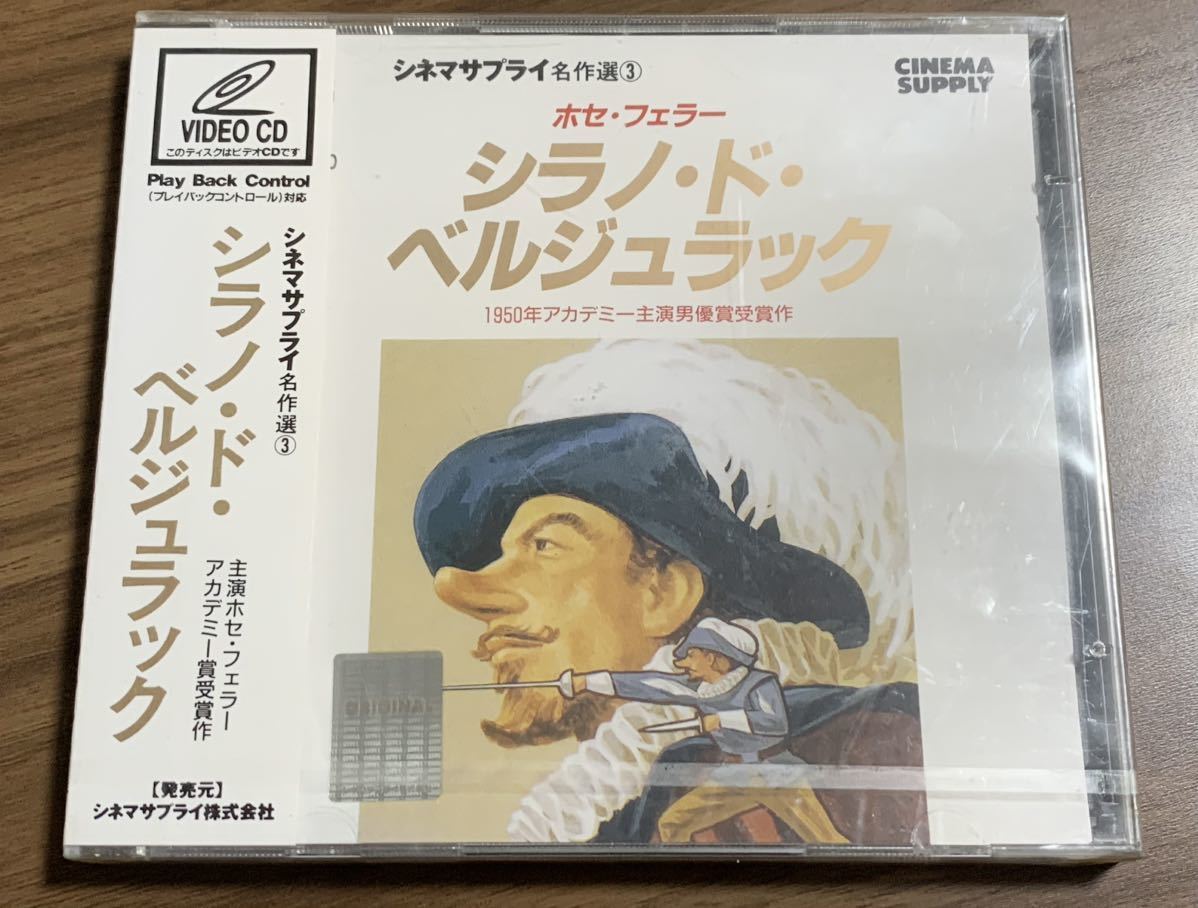 VIDEO CD
このディスクはビデオCDです
Play Back Control
(プレイバックコントロール)対応
シネマサプライ名作選③
シラノ・ド・
ベルジュラック
主演ホセ・フェラー
アカデミー賞受賞作
【発売元】
シネマサプライ株式会社
シネマサプライ名作選③
CINEMA
SUPPLY
ホセ・フェラー
シラノ・ド・
ベルジュラック
1950年アカデミー主演男優賞受賞作
ORIGINAL